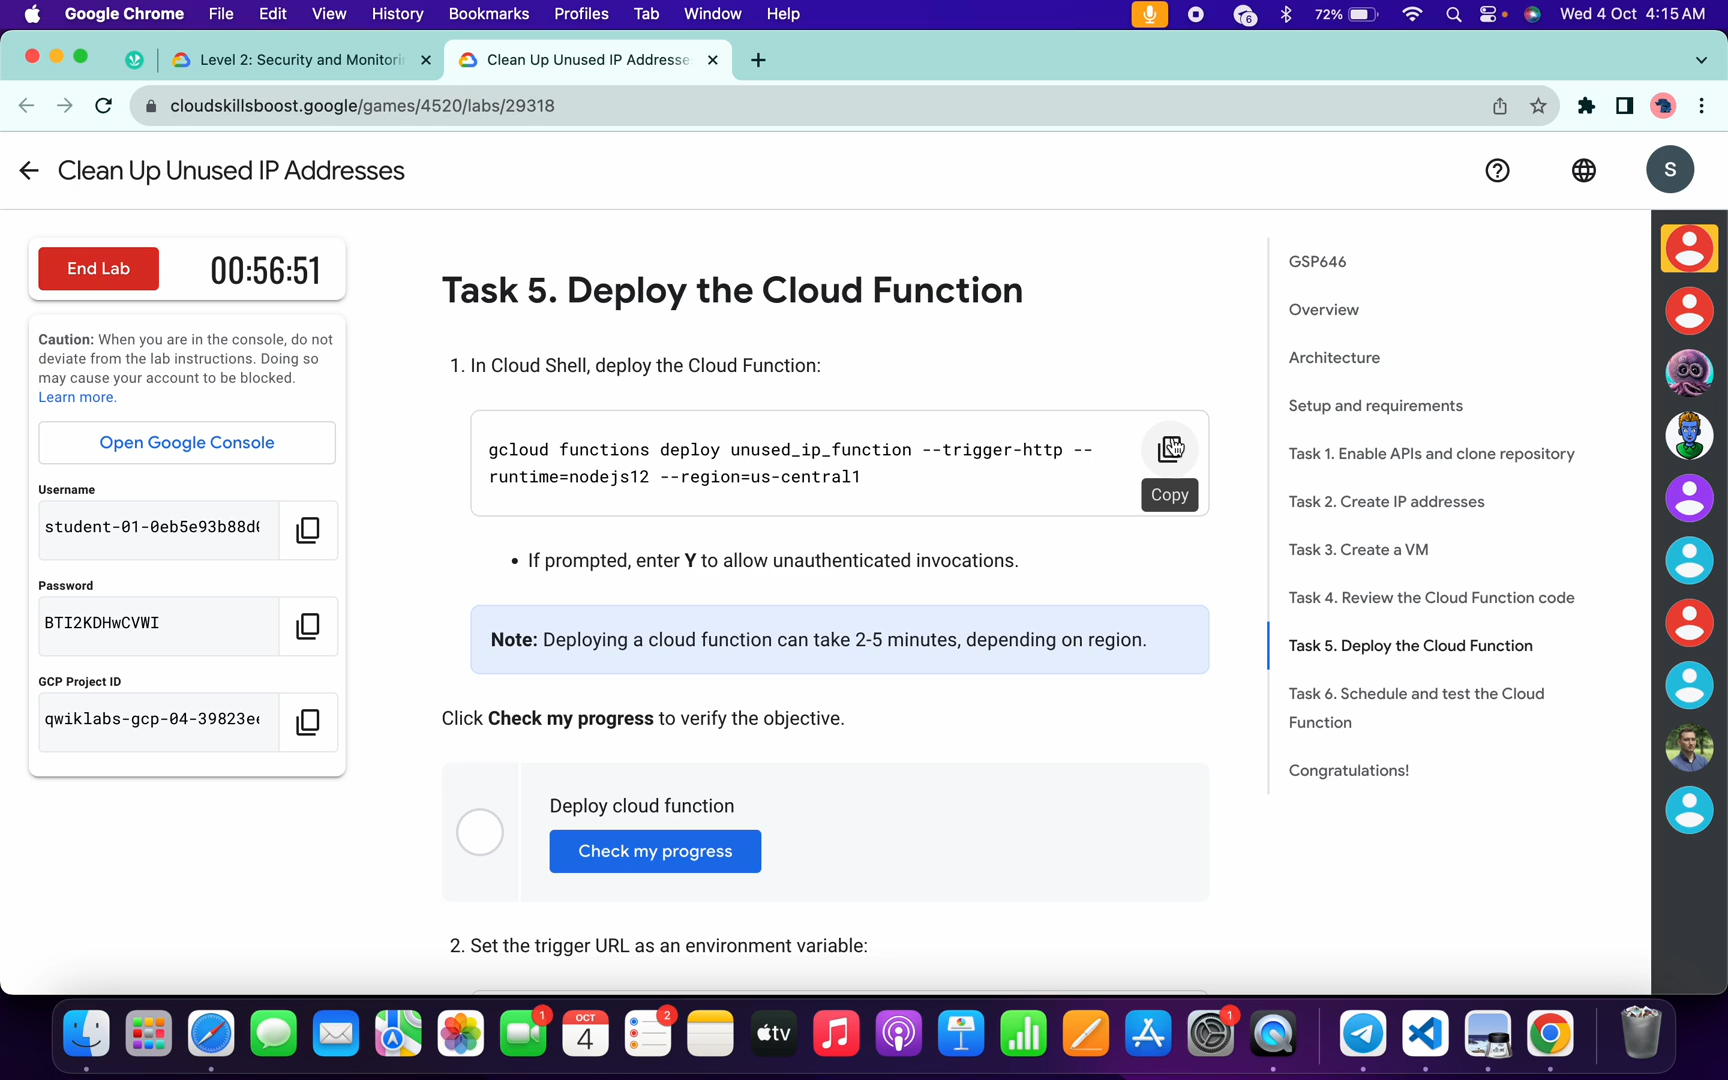 Google Chrome File Edit View History Bookmarks Profiles Tab Window Help 6 72% Wed 4 Oct 4:15 AM
Level 2: Security and Monitori
Clean Up Unused IP Addresse
cloudskillsboost.google/games/4520/labs/29318
Clean Up Unused IP Addresses
S
End Lab
00:56:51
Caution: When you are in the console, do not
deviate from the lab instructions. Doing so
may cause your account to be blocked.
Learn more.
Open Google Console
Username
student-01-0eb5e93b88d
Password
BTI2KDHwCVWI
GCP Project ID
qwiklabs-gcp-04-39823e
Task 5. Deploy the Cloud Function
1. In Cloud Shell, deploy the Cloud Function:
gcloud functions deploy unused_ip_function --trigger-http --
runtime=nodejs12 --region=us-central1
Copy
• If prompted, enter Y to allow unauthenticated invocations.
Note: Deploying a cloud function can take 2-5 minutes, depending on region.
Click Check my progress to verify the objective.
Deploy cloud function
Check my progress
2. Set the trigger URL as an environment variable:
GSP646
Overview
Architecture
Setup and requirements
Task 1. Enable APIs and clone repository
Task 2. Create IP addresses
Task 3. Create a VM
Task 4. Review the Cloud Function code
Task 5. Deploy the Cloud Function
Task 6. Schedule and test the Cloud
Function
Congratulations!
1
OCT
4
2
tv
1